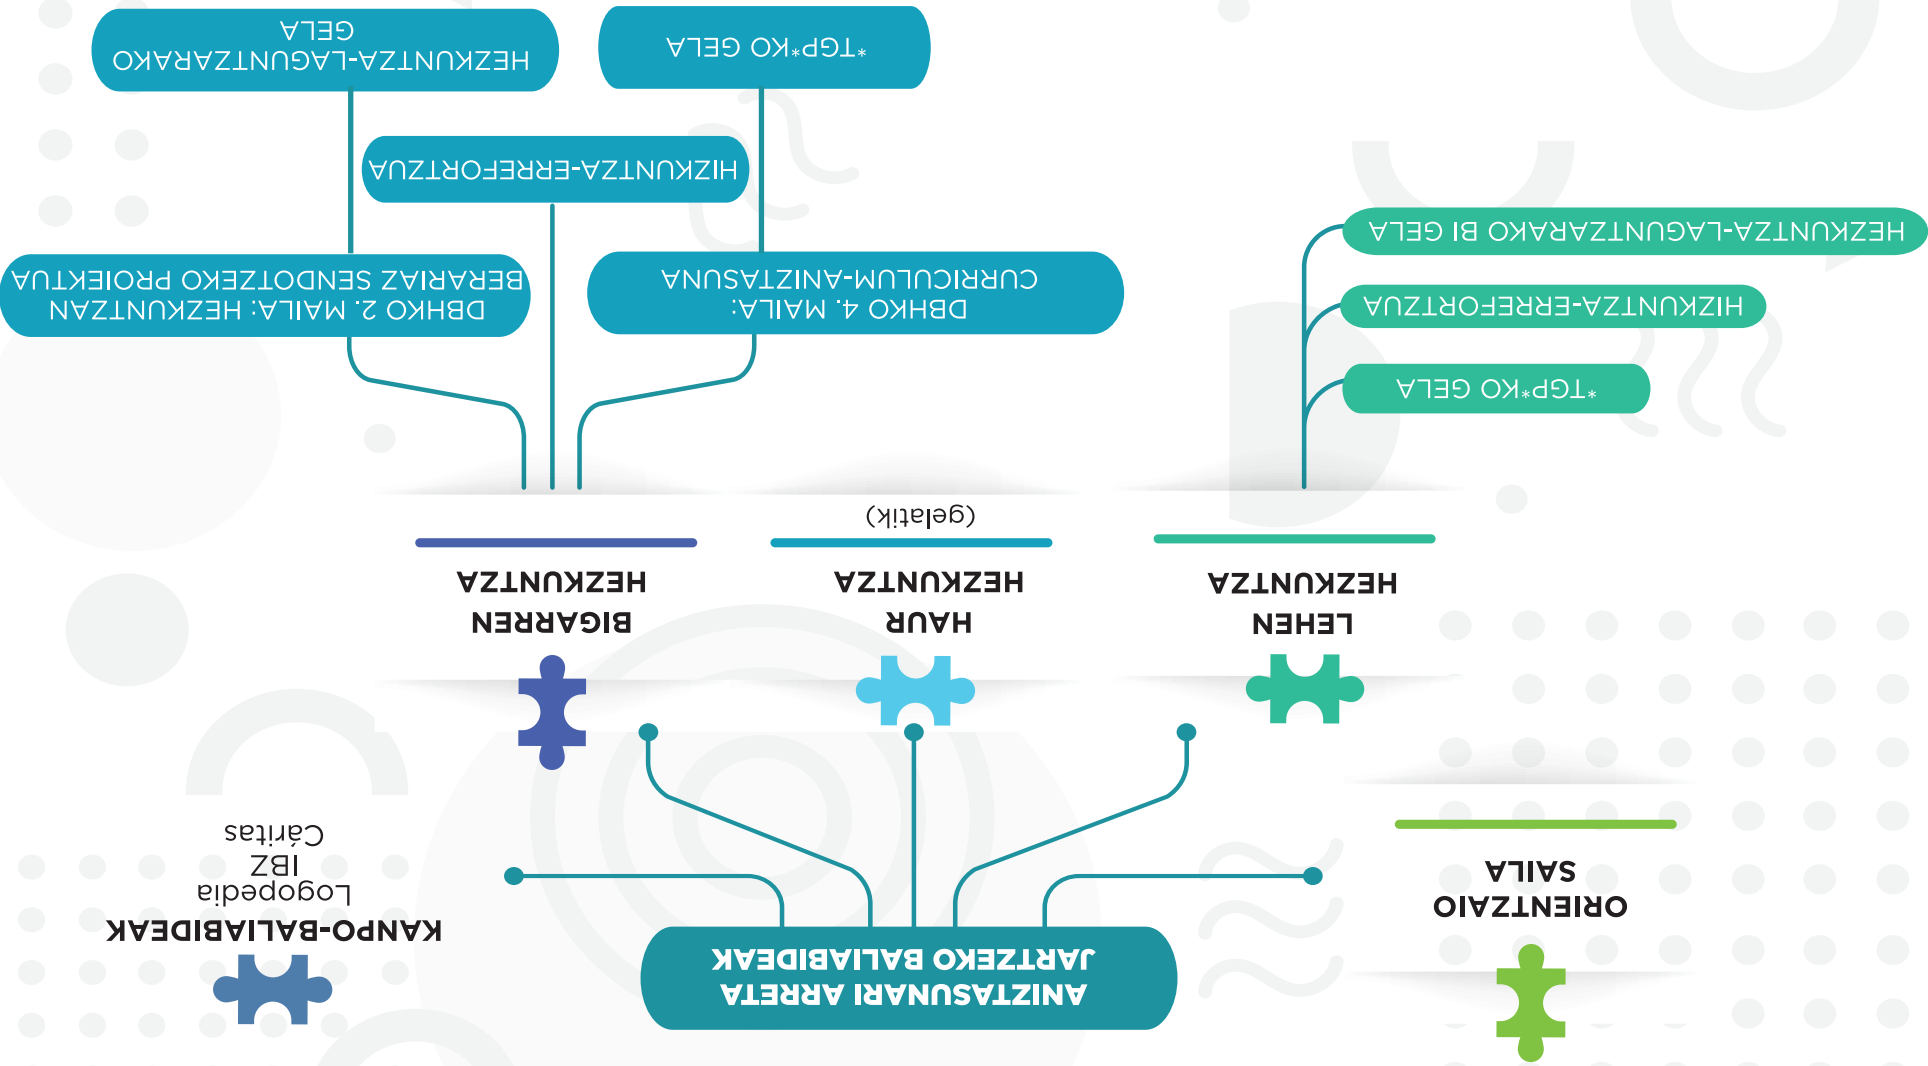 ANIZTASUNARI ARRETA
JARTZEKO BALIABIDEAK
ORIENTZAIO
SAILA
KANPO-BALIABIDEAK
Logopedia
IBZ
Cáritas
LEHEN
HEZKUNTZA
HAUR
HEZKUNTZA
(gelatik)
BIGARREN
HEZKUNTZA
*TGP*KO GELA
HIZKUNTZA-ERREFORTZUA
HEZKUNTZA-LAGUNTZARAKO BI GELA
DBHKO 4. MAILA:
CURRICULUM-ANIZTASUNA
DBHKO 2. MAILA: HEZKUNTZAN
BERARIAZ SENDOTZEKO PROIEKTUA
HIZKUNTZA-ERREFORTZUA
*TGP*KO GELA
HEZKUNTZA-LAGUNTZARAKO
GELA